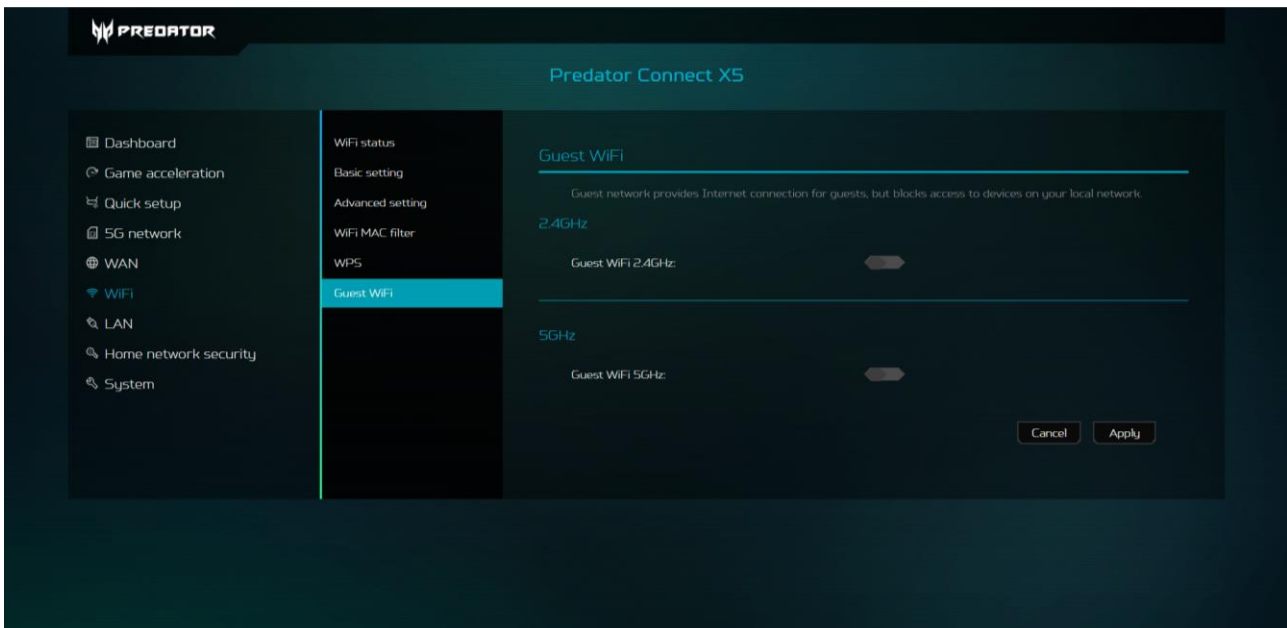 PREDATOR
Predator Connect X5
Dashboard
Game acceleration
Quick setup
5G network
WAN
WiFi
LAN
Home network security
System
WiFi status
Basic setting
Advanced setting
WiFi MAC filter
WPS
Guest WiFi
Guest WiFi
Guest network provides Internet connection for guests, but blocks access to devices on your local network.
2.4GHz
Guest WiFi 2.4GHz:
5GHz
Guest WiFi 5GHz:
Cancel Apply